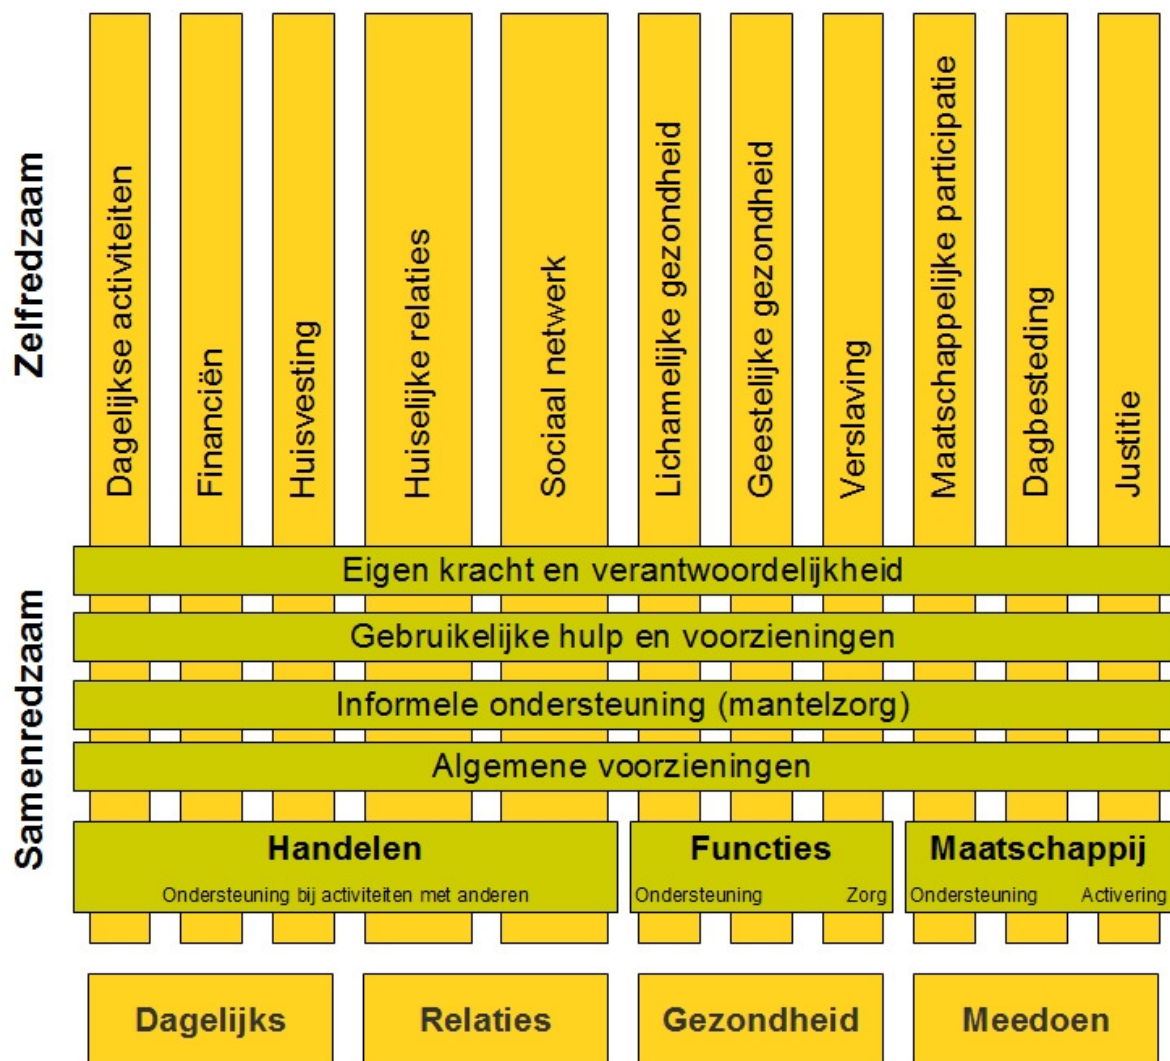 Zelfredzaam
Dagelijkse activiteiten
Financiën
Huisvesting
Huiselijke relaties
Sociaal netwerk
Lichamelijke gezondheid
Geestelijke gezondheid
Verslaving
Maatschappelijke participatie
Dagbesteding
Justitie
Samenredzaam
Eigen kracht en verantwoordelijkheid
Gebruikelijke hulp en voorzieningen
Informele ondersteuning (mantelzorg)
Algemene voorzieningen
Handelen
Ondersteuning bij activiteiten met anderen
Functies
Ondersteuning Zorg
Maatschappij
Ondersteuning Activering
Dagelijks
Relaties
Gezondheid
Meedoen